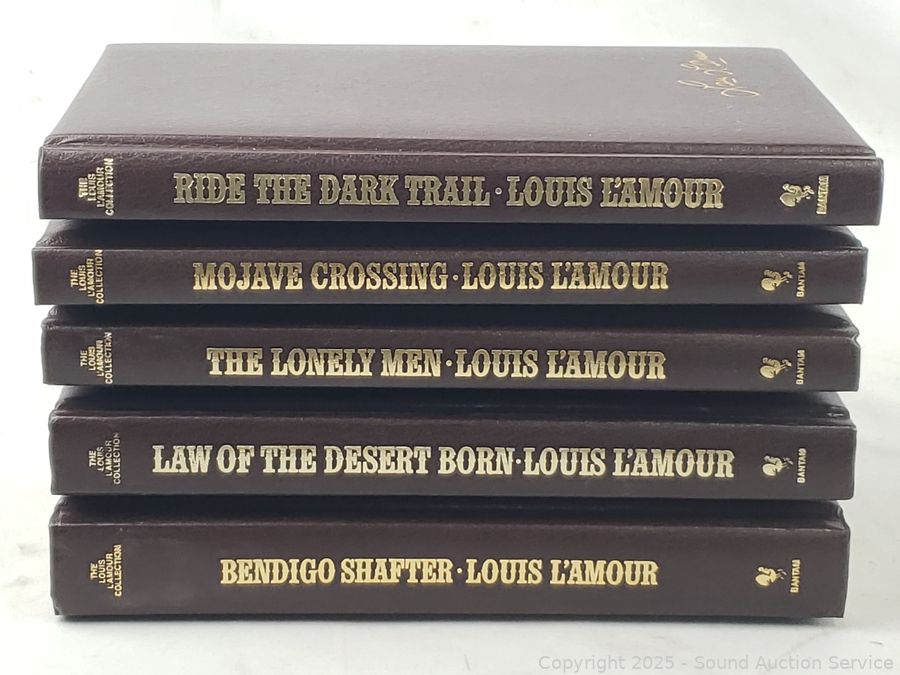 Louis L'Amour
THE
LOUIS
L'AMOUR
COLLECTION
RIDE THE DARK TRAIL · LOUIS L'AMOUR
BANTAM
THE
LOUIS
L'AMOUR
COLLECTION
MOJAVE CROSSING · LOUIS L'AMOUR
BANTAM
THE
LOUIS
L'AMOUR
COLLECTION
THE LONELY MEN · LOUIS L'AMOUR
BANTAM
THE
LOUIS
L'AMOUR
COLLECTION
LAW OF THE DESERT BORN · LOUIS L'AMOUR
BANTAM
THE
LOUIS
L'AMOUR
COLLECTION
BENDIGO SHAFTER · LOUIS L'AMOUR
BANTAM
Copyright 2025 - Sound Auction Service